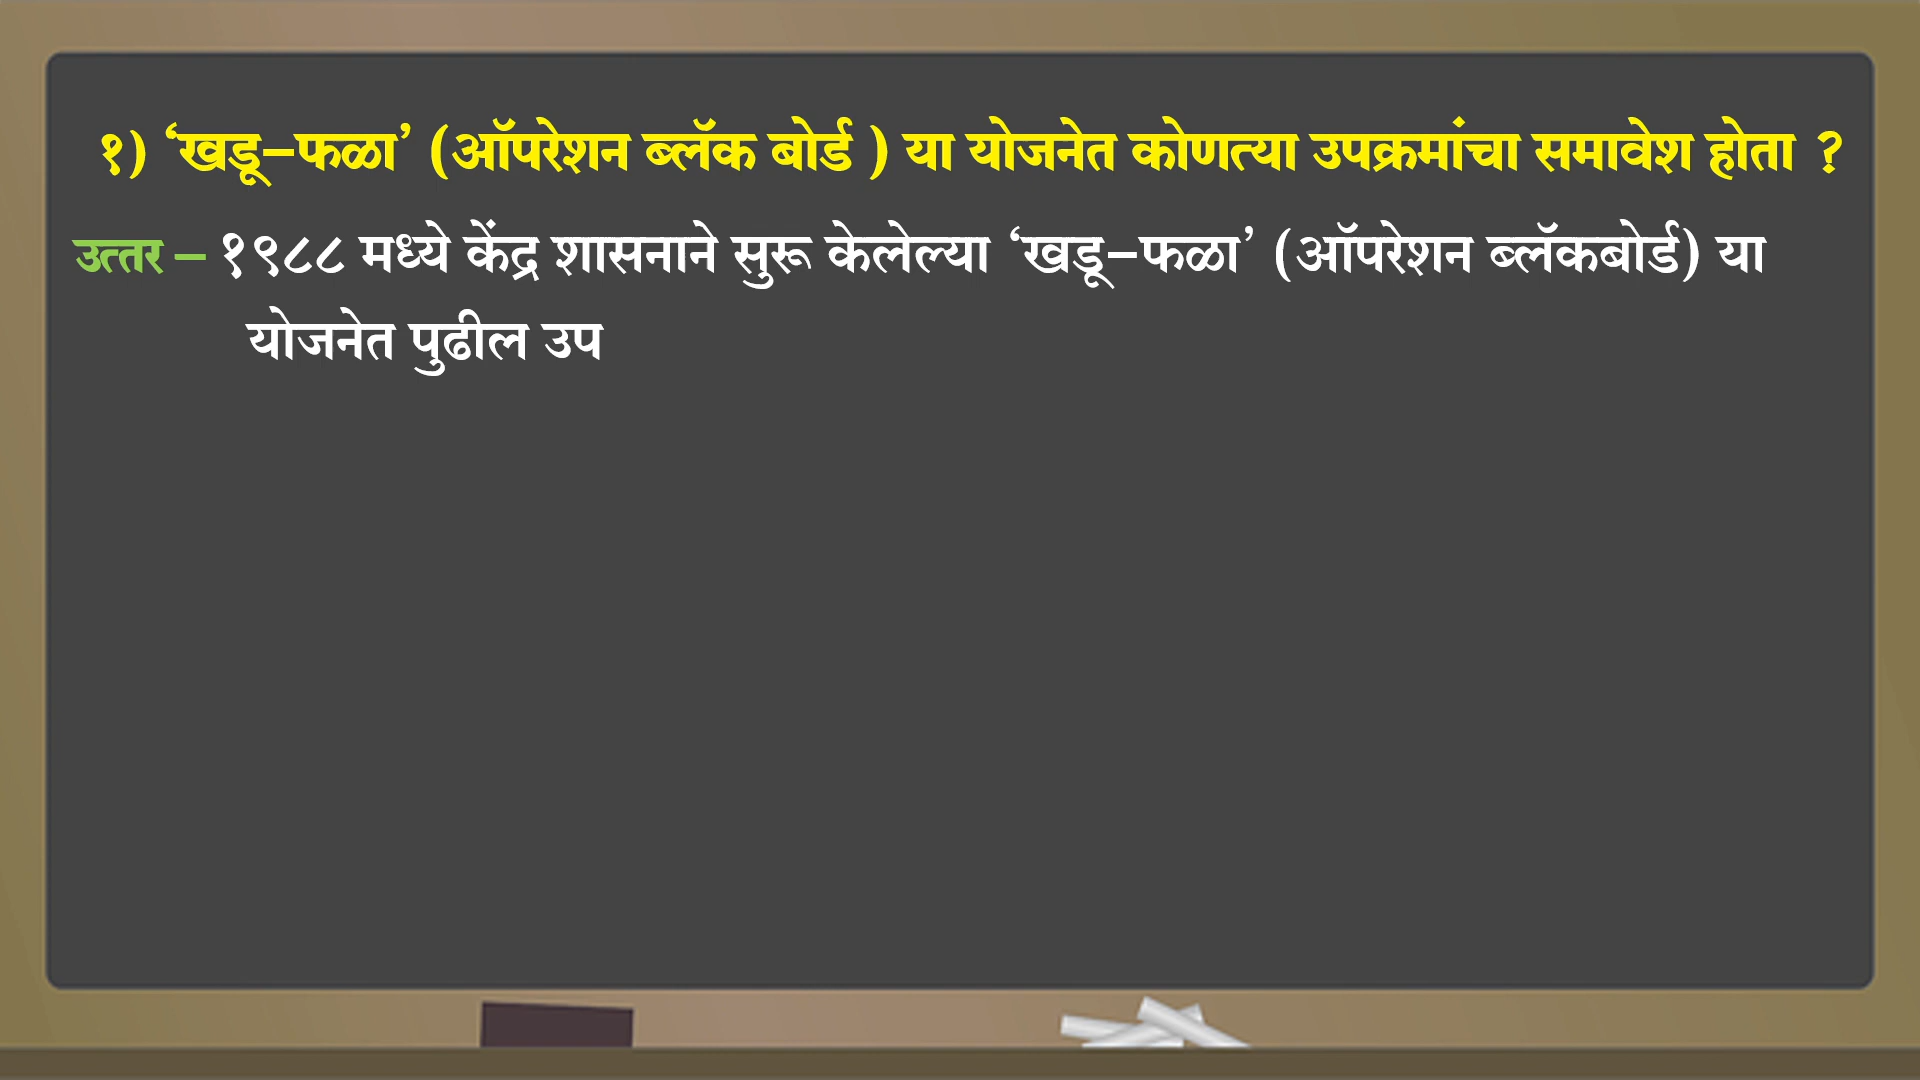 १) ‘खडू–फळा’ (ऑपरेशन ब्लॅक बोर्ड ) या योजनेत कोणत्या उपक्रमांचा समावेश होता ?
उत्तर – १९८८ मध्ये केंद्र शासनाने सुरू केलेल्या ‘खडू–फळा’ (ऑपरेशन ब्लॅकबोर्ड) या
योजनेत पुढील उप